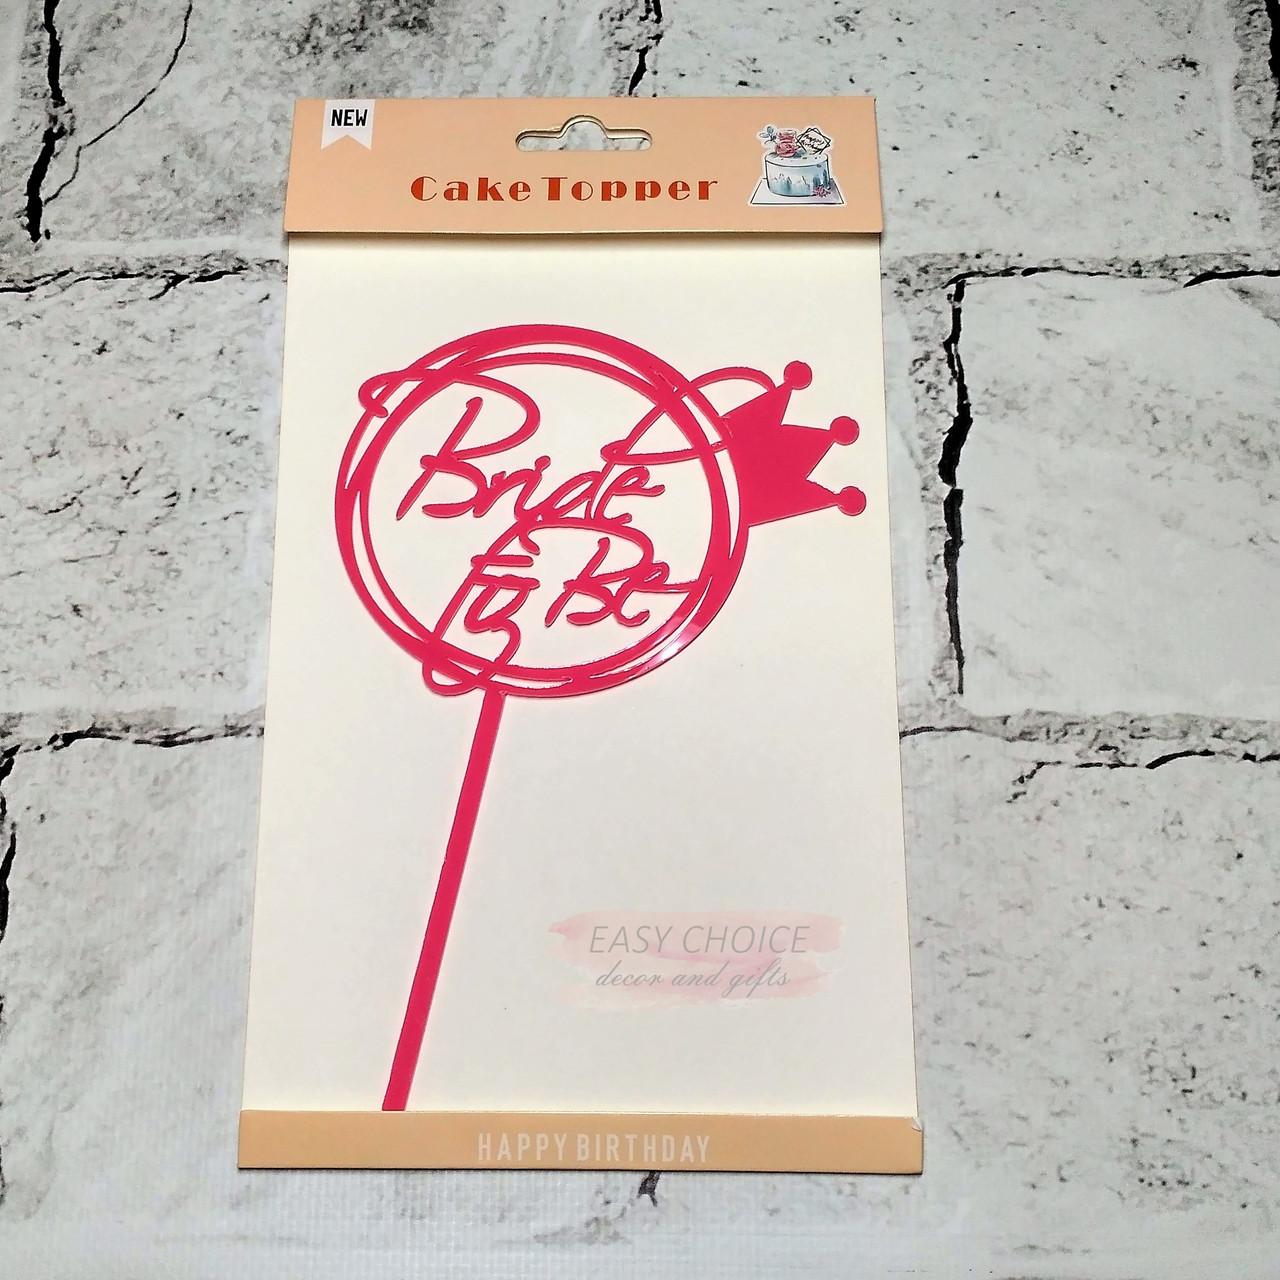 NEW
Cake Topper
Bride
To Be
EASY CHOICE
decor and gifts
HAPPY BIRTHDAY